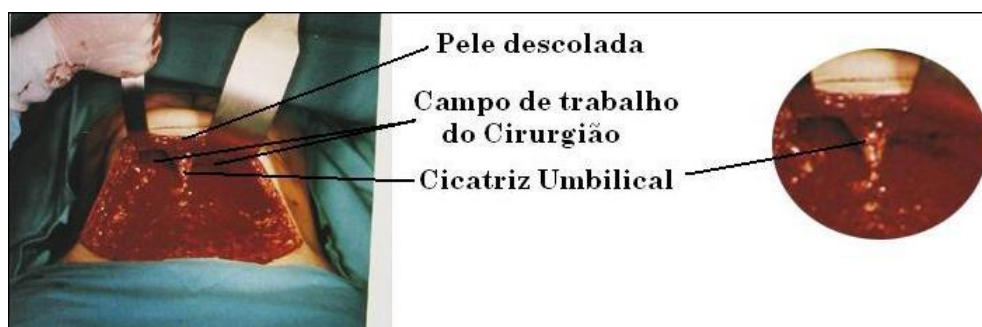 Pele descolada
Campo de trabalho
do Cirurgião
Cicatriz Umbilical